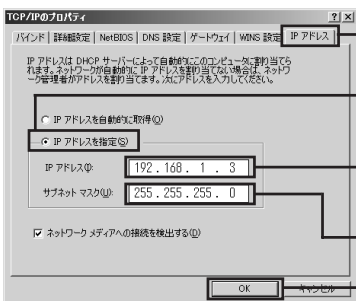 TCP/IPのプロパティ
バインド 詳細設定 NetBIOS DNS 設定 ゲートウェイ WINS 設定 IP アドレス
IP アドレスは DHCP サーバーによって自動的にこのコンピュータに割り当てら
れます。ネットワークが自動的に IP アドレスを割り当てない場合は、ネットワ
ーク管理者がアドレスを割り当てます。次にアドレスを入力してください。
IP アドレスを自動的に取得(O)
IP アドレスを指定(S)
IP アドレス(I): 192.168. 1 . 3
サブネット マスク(U): 255.255.255. 0
ネットワーク メディアへの接続を検出する(D)
OK キャンセル